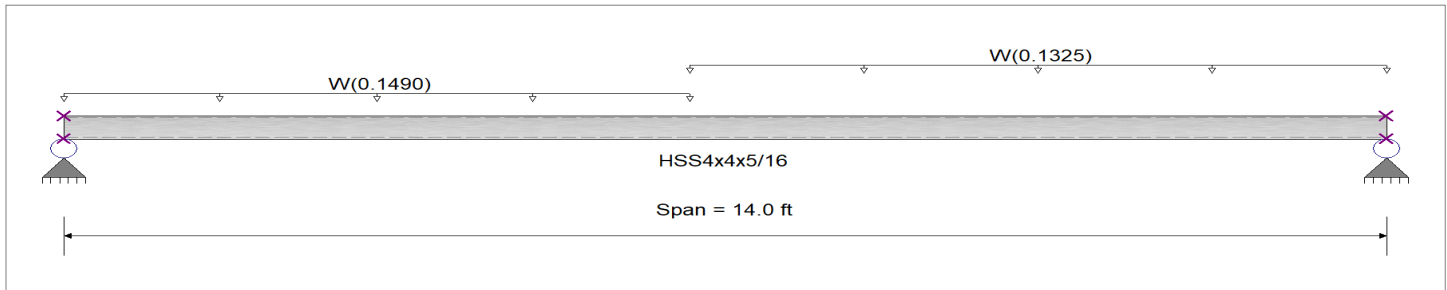 W(0.1325)
W(0.1490)
HSS4x4x5/16
Span = 14.0 ft